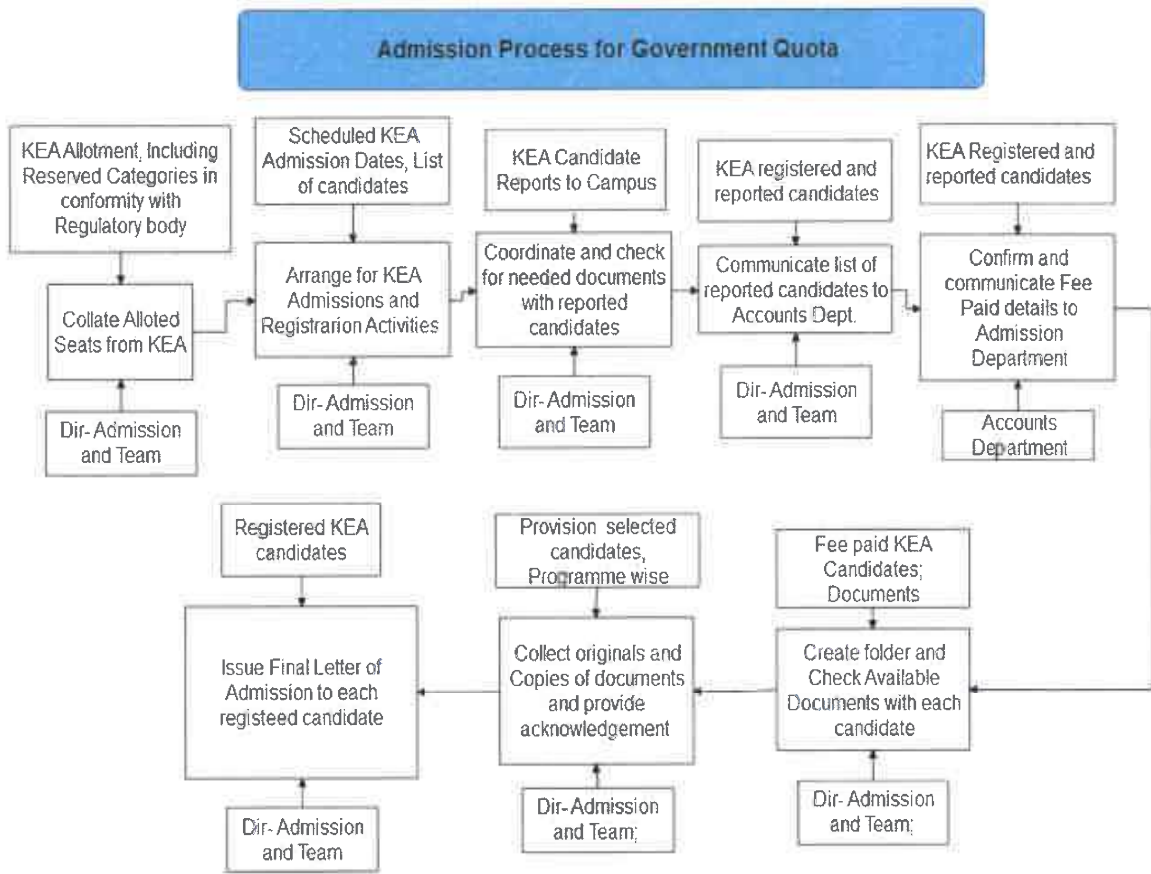 Admission Process for Government Quota
KEA Allotment, Including
Reserved Categories in
conformity with
Regulatory body
Scheduled KEA
Admission Dates, List
of candidates
KEA Candidate
Reports to Campus
KEA registered and
reported candidates
KEA Registered and
reported candidates
Collate Alloted
Seats from KEA
Arrange for KEA
Admissions and
Registrarion Activities
Coordinate and check
for needed documents
with reported
candidates
Communicate list of
reported candidates to
Accounts Dept.
Confirm and
communicate Fee
Paid details to
Admission
Department
Dir- Admission
and Team
Dir- Admission
and Team
Dir- Admission
and Team
Dir- Admission
and Team
Accounts
Department
Registered KEA
candidates
Provision selected
candidates,
Programme wise
Fee paid KEA
Candidates;
Documents
Issue Final Letter of
Admission to each
registeed candidate
Collect originals and
Copies of documents
and provide
acknowledgement
Create folder and
Check Available
Documents with each
candidate
Dir- Admission
and Team
Dir- Admission
and Team;
Dir- Admission
and Team;